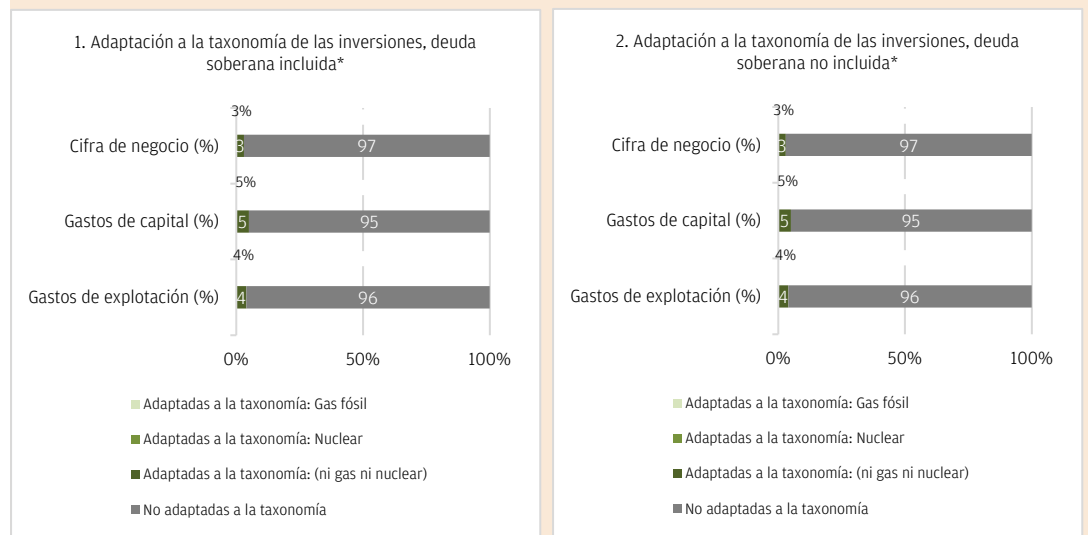 1. Adaptación a la taxonomía de las inversiones, deuda
soberana incluida*
3%
Cifra de negocio (%)
3 97
5%
Gastos de capital (%)
5 95
4%
Gastos de explotación (%)
4 96
0% 50% 100%
Adaptadas a la taxonomía: Gas fósil
Adaptadas a la taxonomía: Nuclear
Adaptadas a la taxonomía: (ni gas ni nuclear)
No adaptadas a la taxonomía
2. Adaptación a la taxonomía de las inversiones, deuda
soberana no incluida*
3%
Cifra de negocio (%)
3 97
5%
Gastos de capital (%)
5 95
4%
Gastos de explotación (%)
4 96
0% 50% 100%
Adaptadas a la taxonomía: Gas fósil
Adaptadas a la taxonomía: Nuclear
Adaptadas a la taxonomía: (ni gas ni nuclear)
No adaptadas a la taxonomía